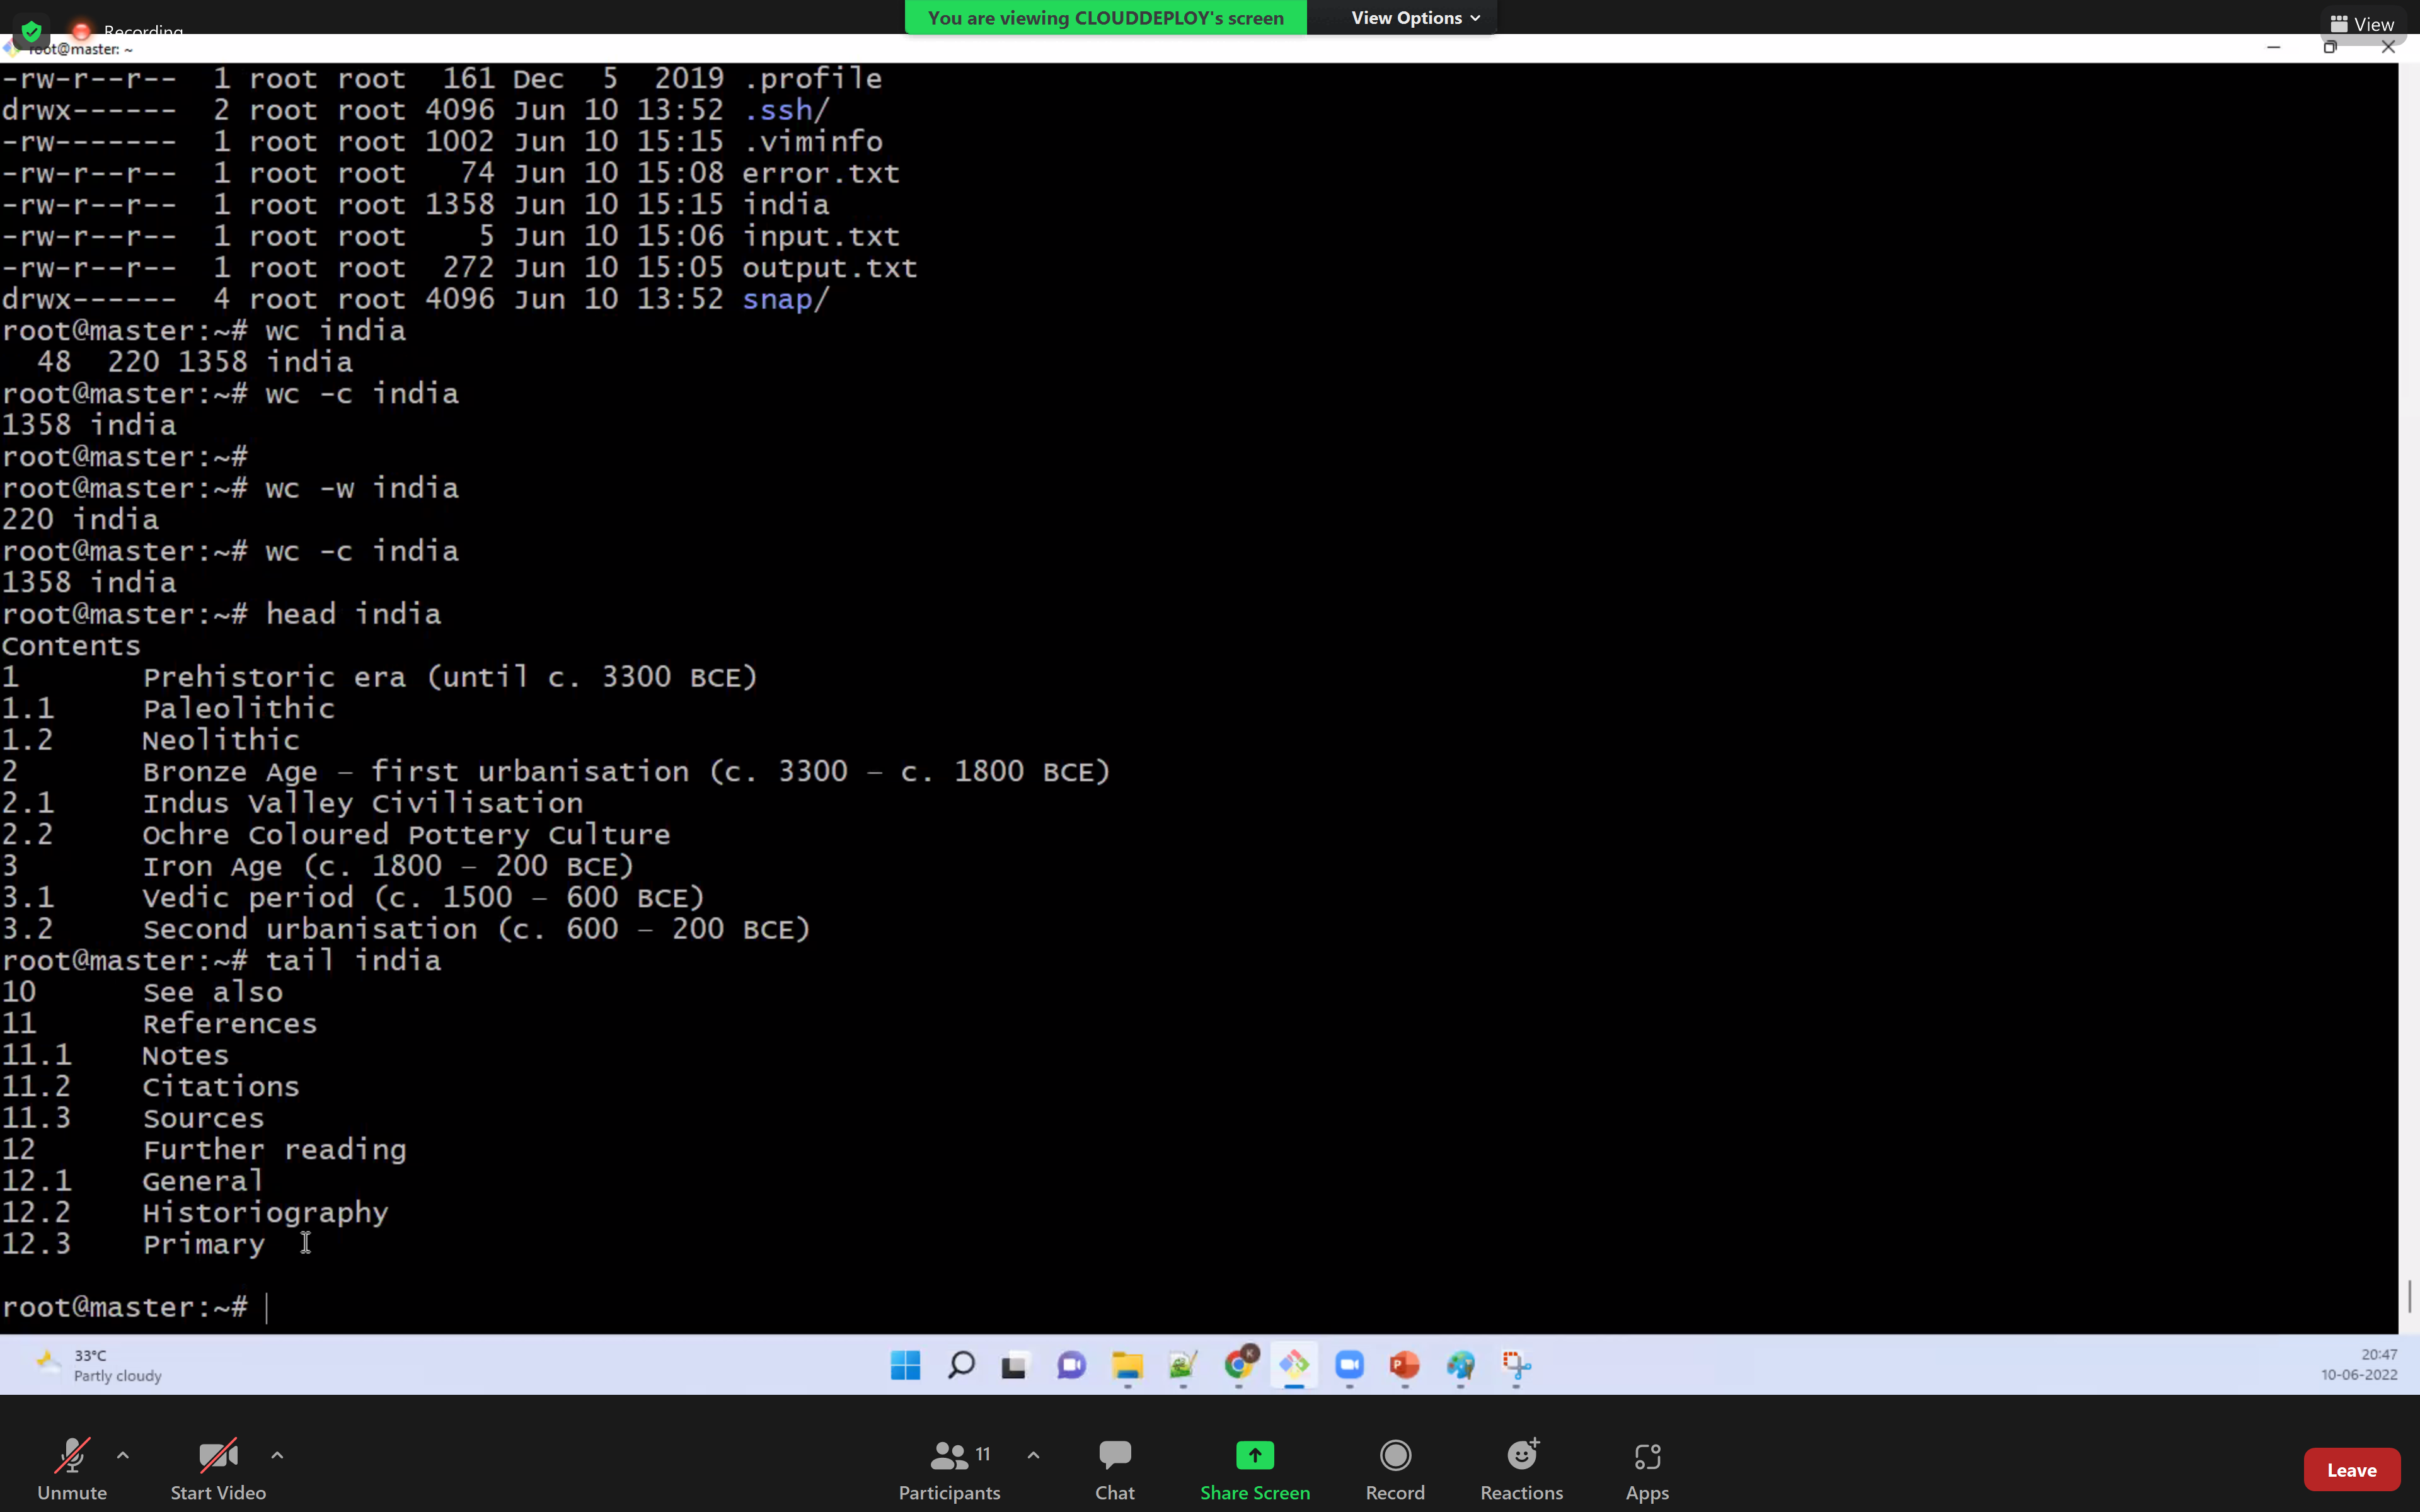 You are viewing CLOUDDEPLOY's screen
View Options
View
Recording
root@master: ~
-rw-r--r--  1 root root  161 Dec  5  2019 .profile
drwx------  2 root root 4096 Jun 10 13:52 .ssh/
-rw-------  1 root root 1002 Jun 10 15:15 .viminfo
-rw-r--r--  1 root root   74 Jun 10 15:08 error.txt
-rw-r--r--  1 root root 1358 Jun 10 15:15 india
-rw-r--r--  1 root root    5 Jun 10 15:06 input.txt
-rw-r--r--  1 root root  272 Jun 10 15:05 output.txt
drwx------  4 root root 4096 Jun 10 13:52 snap/
root@master:~# wc india
  48  220 1358 india
root@master:~# wc -c india
1358 india
root@master:~#
root@master:~# wc -w india
220 india
root@master:~# wc -c india
1358 india
root@master:~# head india
Contents
1       Prehistoric era (until c. 3300 BCE)
1.1     Paleolithic
1.2     Neolithic
2       Bronze Age – first urbanisation (c. 3300 – c. 1800 BCE)
2.1     Indus Valley Civilisation
2.2     Ochre Coloured Pottery Culture
3       Iron Age (c. 1800 – 200 BCE)
3.1     Vedic period (c. 1500 – 600 BCE)
3.2     Second urbanisation (c. 600 – 200 BCE)
root@master:~# tail india
10      See also
11      References
11.1    Notes
11.2    Citations
11.3    Sources
12      Further reading
12.1    General
12.2    Historiography
12.3    Primary
root@master:~#
33°C
Partly cloudy
K
P
20:47
10-06-2022
Unmute
Start Video
11
Participants
Chat
Share Screen
Record
Reactions
Apps
Leave